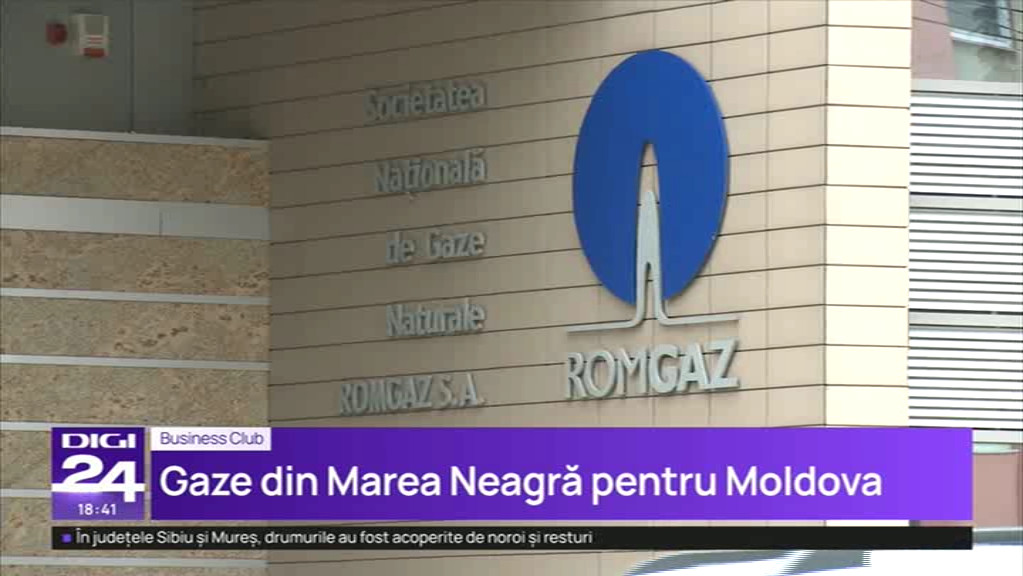 Societatea
Națională
de Gaze
Naturale
ROMGAZ S.A.
ROMGAZ
DIGI
24
18:41
Business Club
Gaze din Marea Neagră pentru Moldova
În județele Sibiu și Mureș, drumurile au fost acoperite de noroi și resturi